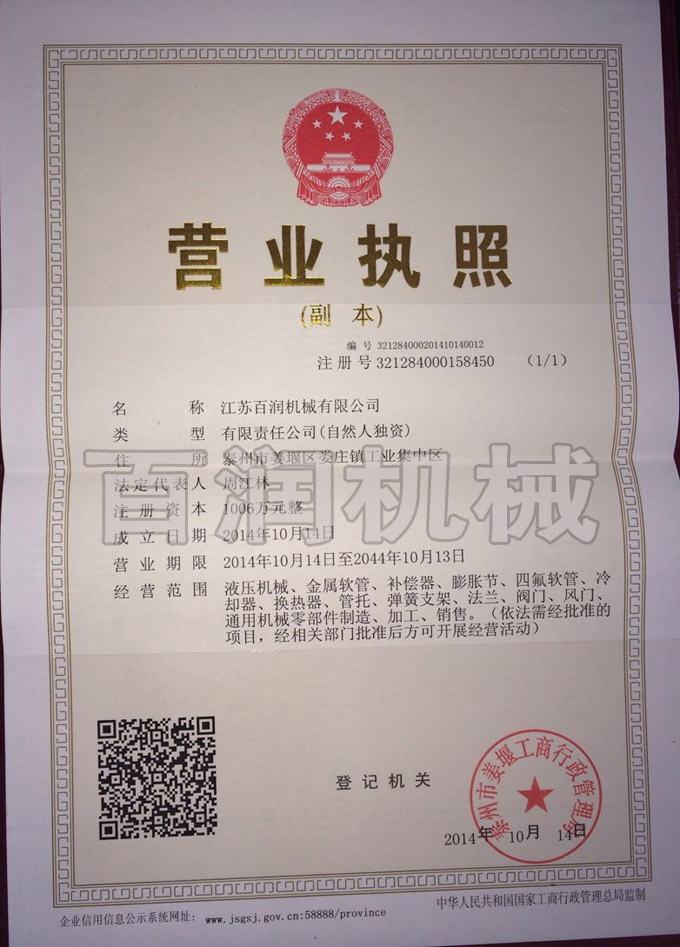 营业执照
(副 本)
编 号 321284000201410140012
注 册 号 321284000158450 (1/1)
名 称 江苏百润机械有限公司
类 型 有限责任公司(自然人独资)
住 所 泰州市姜堰区娄庄镇工业集中区
法定代表人 周江林
注 册 资 本 1006万元整
成 立 日 期 2014年10月14日
营 业 期 限 2014年10月14日至2044年10月13日
经 营 范 围 液压机械、金属软管、补偿器、膨胀节、四氟软管、冷
却器、换热器、管托、弹簧支架、法兰、阀门、风门、
通用机械零部件制造、加工、销售。(依法需经批准的
项目，经相关部门批准后方可开展经营活动)
百润机械
登 记 机 关
泰州市姜堰工商行政管理局
2014年 10月 14日
企业信用信息公示系统网址: www.jsgsj.gov.cn:58888/province
中华人民共和国国家工商行政管理总局监制